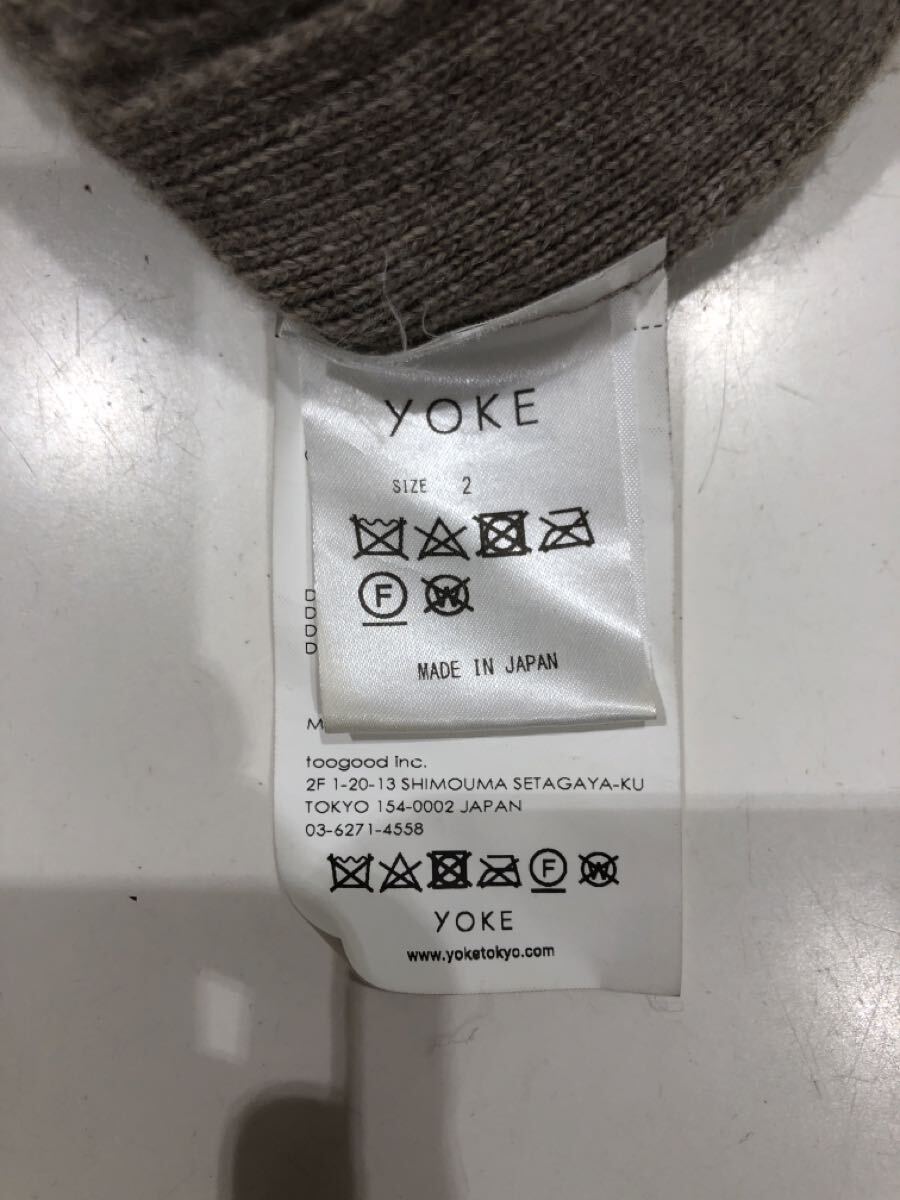 YOKE
SIZE 2
F W
MADE IN JAPAN
toogood inc.
2F 1-20-13 SHIMOUMA SETAGAYA-KU
TOKYO 154-0002 JAPAN
03-6271-4558
F W
YOKE
www.yoketokyo.com